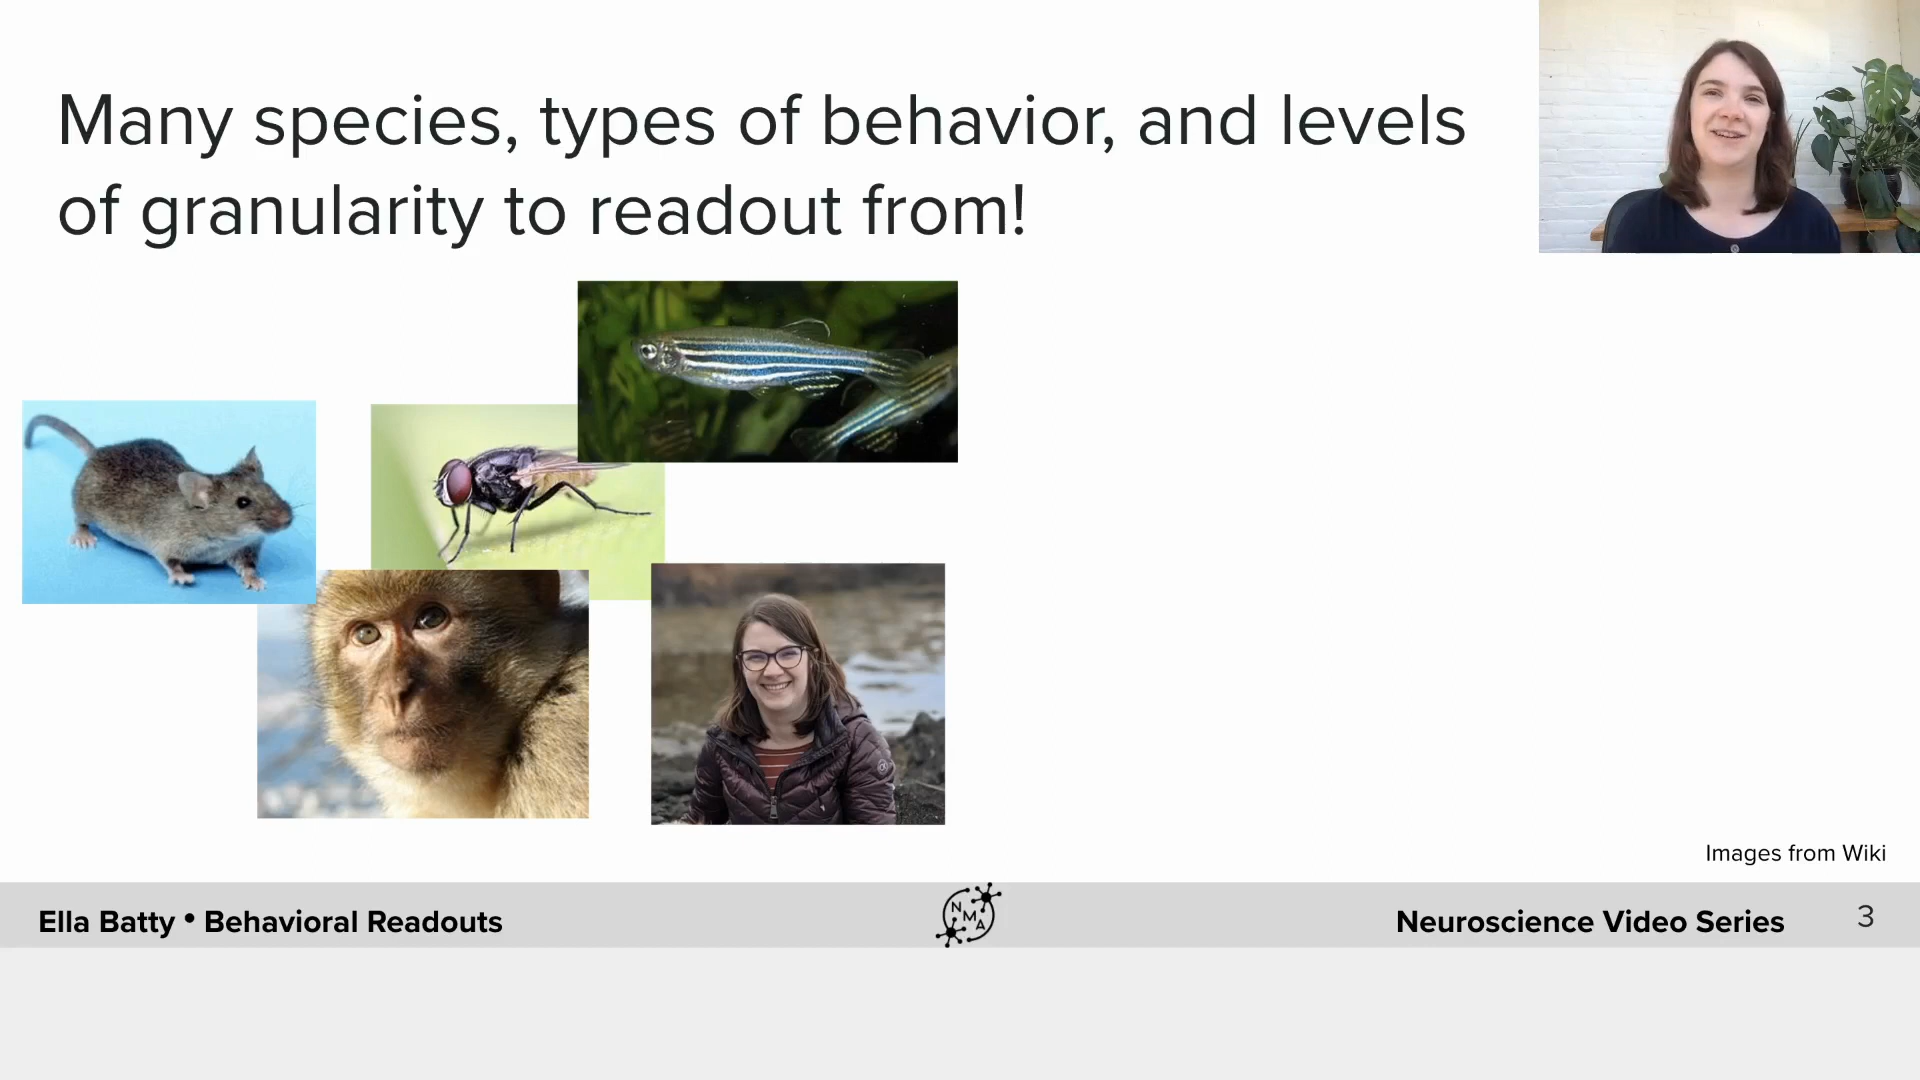 Many species, types of behavior, and levels
of granularity to readout from!
Images from Wiki
Ella Batty • Behavioral Readouts
NMA
Neuroscience Video Series
3